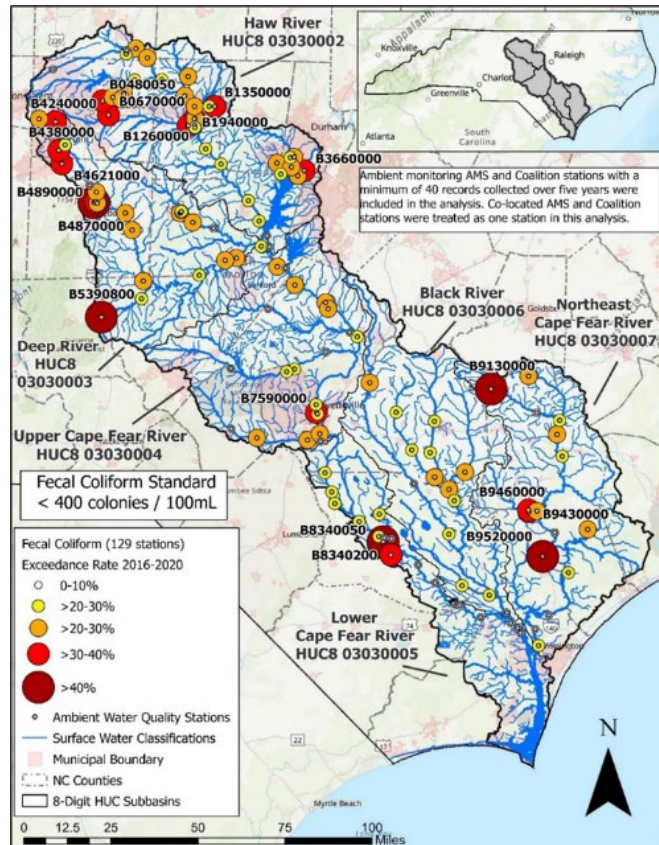 Haw River
HUC8 03030002
Knoxville
Raleigh
Greenville
Atlanta
South
Carolina
B0480050
B4240000
B0670000
B1350000
B1940000
B4380000
B1260000
Durham
B3660000
B4621000
B4890000
B4870000
Ambient monitoring AMS and Coalition stations with a
minimum of 40 records collected over five years were
included in the analysis. Co-located AMS and Coalition
stations were treated as one station in this analysis.
B5390800
Black River
HUC8 03030006
Northeast
Cape Fear River
HUC8 03030007
Deep River
HUC8
03030003
B9130000
B7590000
Upper Cape Fear River
HUC8 03030004
Fecal Coliform Standard
< 400 colonies / 100mL
B9460000
B9430000
B8340050
B9520000
B8340200
Lower
Cape Fear River
HUC8 03030005
Fecal Coliform (129 stations)
Exceedance Rate 2016-2020
0-10%
>20-30%
>20-30%
>30-40%
>40%
Ambient Water Quality Stations
Surface Water Classifications
Municipal Boundary
NC Counties
8-Digit HUC Subbasins
N
Myrtle Beach
0 12.5 25 50 75 100
Miles